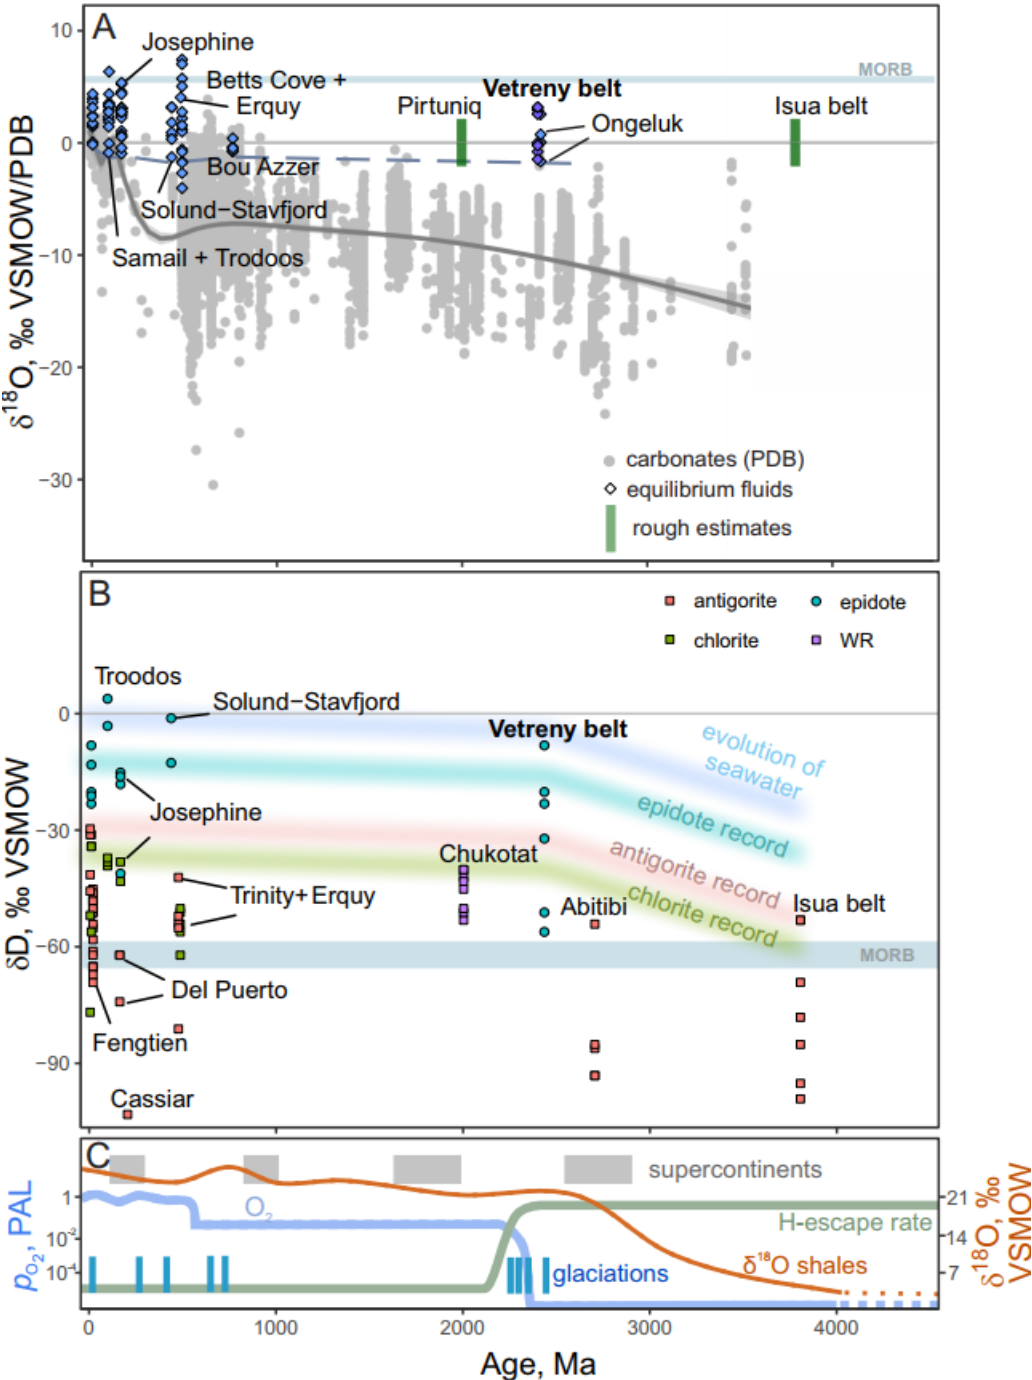 A
10
0
−10
−20
−30
δ18O, ‰ VSMOW/PDB
Josephine
MORB
Betts Cove +
Erquy
Vetreny belt
Pirtuniq
Isua belt
Ongeluk
Bou Azzer
Solund−Stavfjord
Samail + Trodoos
carbonates (PDB)
equilibrium fluids
rough estimates
B
0
−30
−60
−90
δD, ‰ VSMOW
antigorite
epidote
chlorite
WR
Troodos
Solund−Stavfjord
Vetreny belt
evolution of
seawater
epidote record
Josephine
antigorite record
Chukotat
chlorite record
Trinity+Erquy
Abitibi
Isua belt
MORB
Del Puerto
Fengtien
Cassiar
C
supercontinents
1
10-2
10-4
pO2, PAL
O2
H-escape rate
δ18O shales
glaciations
21
14
7
δ18O, ‰
VSMOW
0
1000
2000
3000
4000
Age, Ma